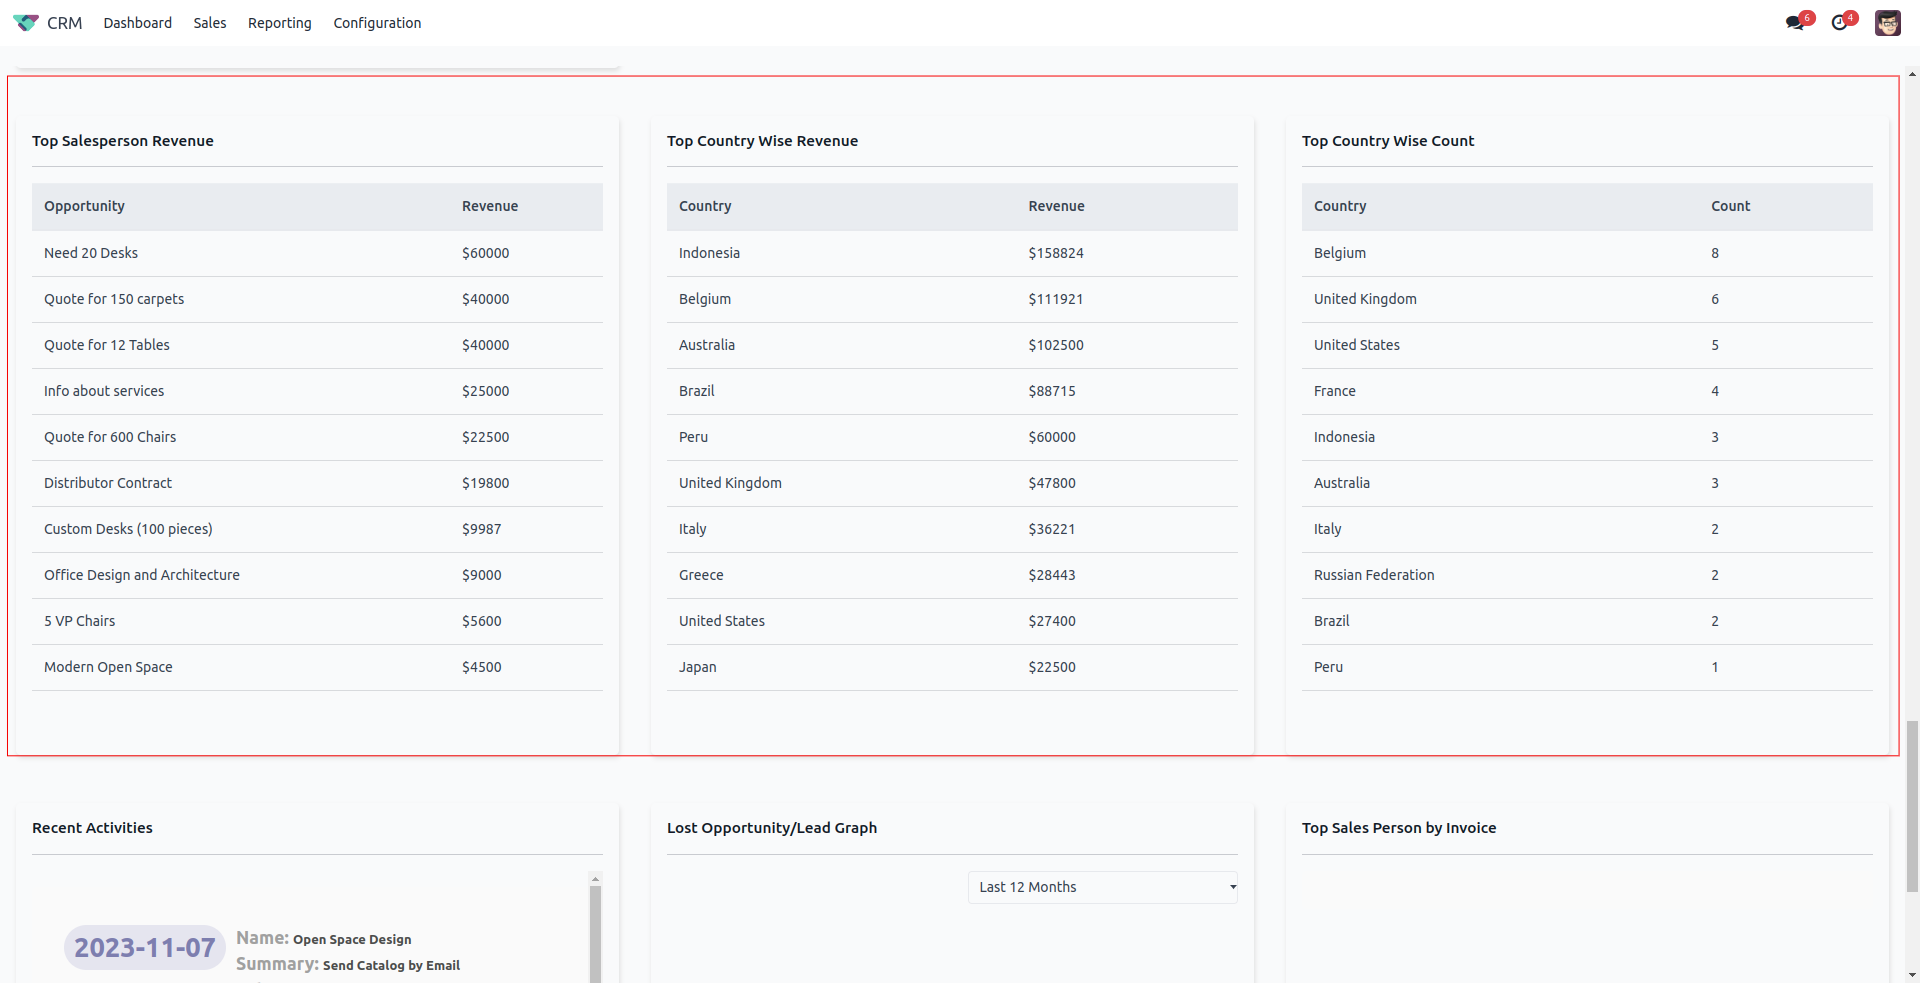 CRM Dashboard Sales Reporting Configuration 6 4
Top Salesperson Revenue
Opportunity Revenue
Need 20 Desks $60000
Quote for 150 carpets $40000
Quote for 12 Tables $40000
Info about services $25000
Quote for 600 Chairs $22500
Distributor Contract $19800
Custom Desks (100 pieces) $9987
Office Design and Architecture $9000
5 VP Chairs $5600
Modern Open Space $4500
Top Country Wise Revenue
Country Revenue
Indonesia $158824
Belgium $111921
Australia $102500
Brazil $88715
Peru $60000
United Kingdom $47800
Italy $36221
Greece $28443
United States $27400
Japan $22500
Top Country Wise Count
Country Count
Belgium 8
United Kingdom 6
United States 5
France 4
Indonesia 3
Australia 3
Italy 2
Russian Federation 2
Brazil 2
Peru 1
Recent Activities
2023-11-07
Name: Open Space Design
Summary: Send Catalog by Email
Lost Opportunity/Lead Graph
Last 12 Months
Top Sales Person by Invoice